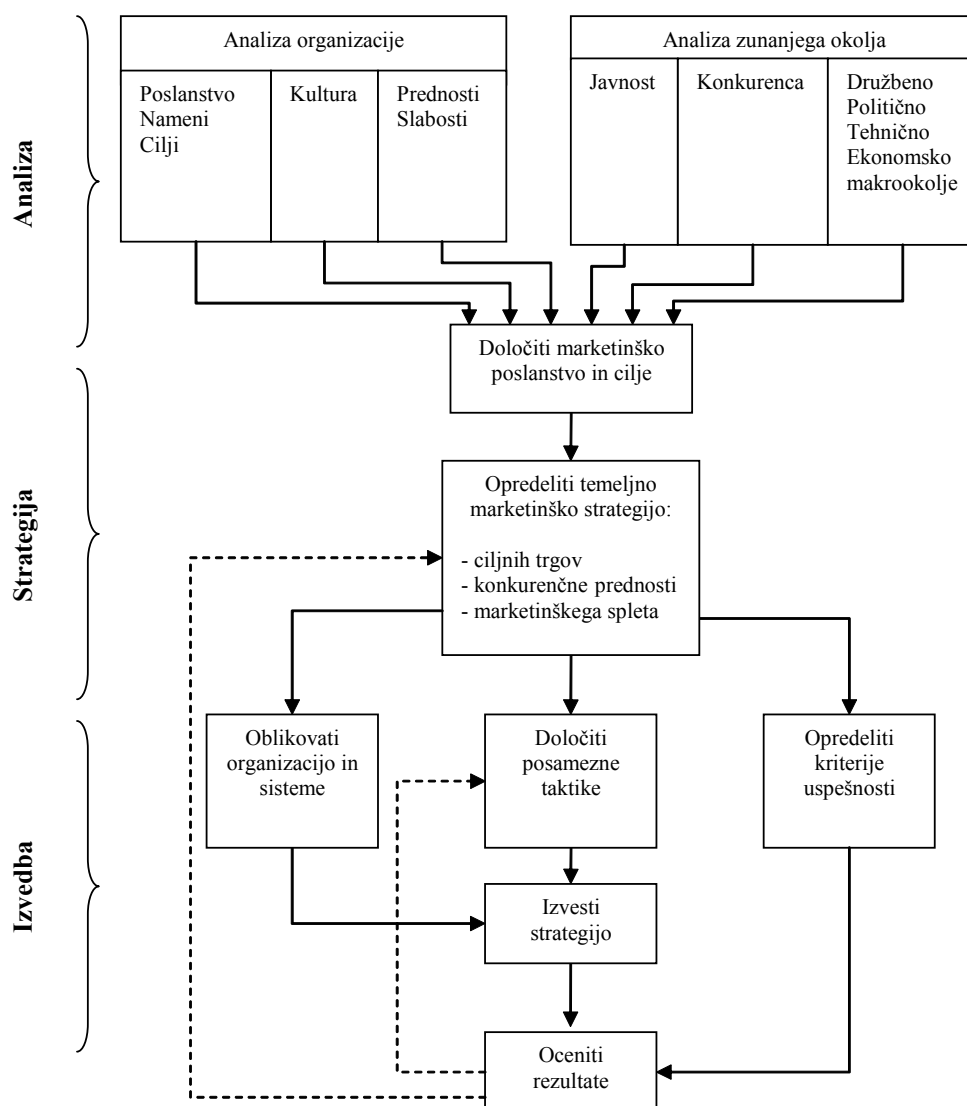 Analiza organizacije
Poslanstvo
Nameni
Cilji
Kultura
Prednosti
Slabosti
Analiza zunanjega okolja
Javnost
Konkurenca
Družbeno
Politično
Tehnično
Ekonomsko
makrookolje
Analiza
Določiti marketinško
poslanstvo in cilje
Strategija
Opredeliti temeljno
marketinško strategijo:
- ciljnih trgov
- konkurenčne prednosti
- marketinškega spleta
Izvedba
Oblikovati
organizacijo in
sisteme
Določiti
posamezne
taktike
Opredeliti
kriterije
uspešnosti
Izvesti
strategijo
Oceniti
rezultate